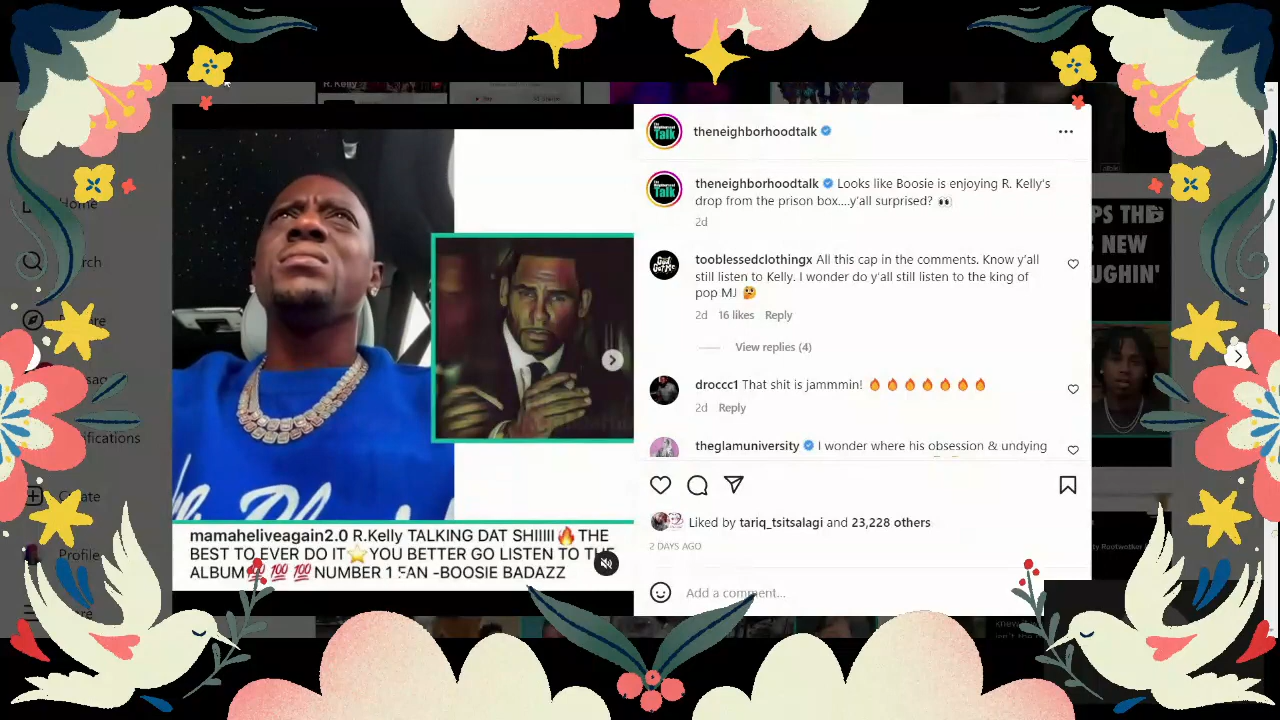 R. Kelly
theneighborhoodtalk
theneighborhoodtalk Looks like Boosie is enjoying R. Kelly's
drop from the prison box....y'all surprised? 👀
2d
tooblessedclothingx All this cap in the comments. Know y'all
still listen to Kelly. I wonder do y'all still listen to the king of
pop MJ 🤔
2d 16 likes Reply
View replies (4)
droccc1 That shit is jammmin! 🔥🔥🔥🔥🔥🔥🔥
2d Reply
theglamuniversity I wonder where his obsession & undying
Liked by tariq_tsitsalagi and 23,228 others
2 DAYS AGO
Add a comment...
mamaheliveagain2.0 R.Kelly TALKING DAT SHIIIII🔥THE
BEST TO EVER DO IT⭐YOU BETTER GO LISTEN TO THE
ALBUM💯💯💯NUMBER 1 FAN -BOOSIE BADAZZ
Home
Create
Profile
NEW